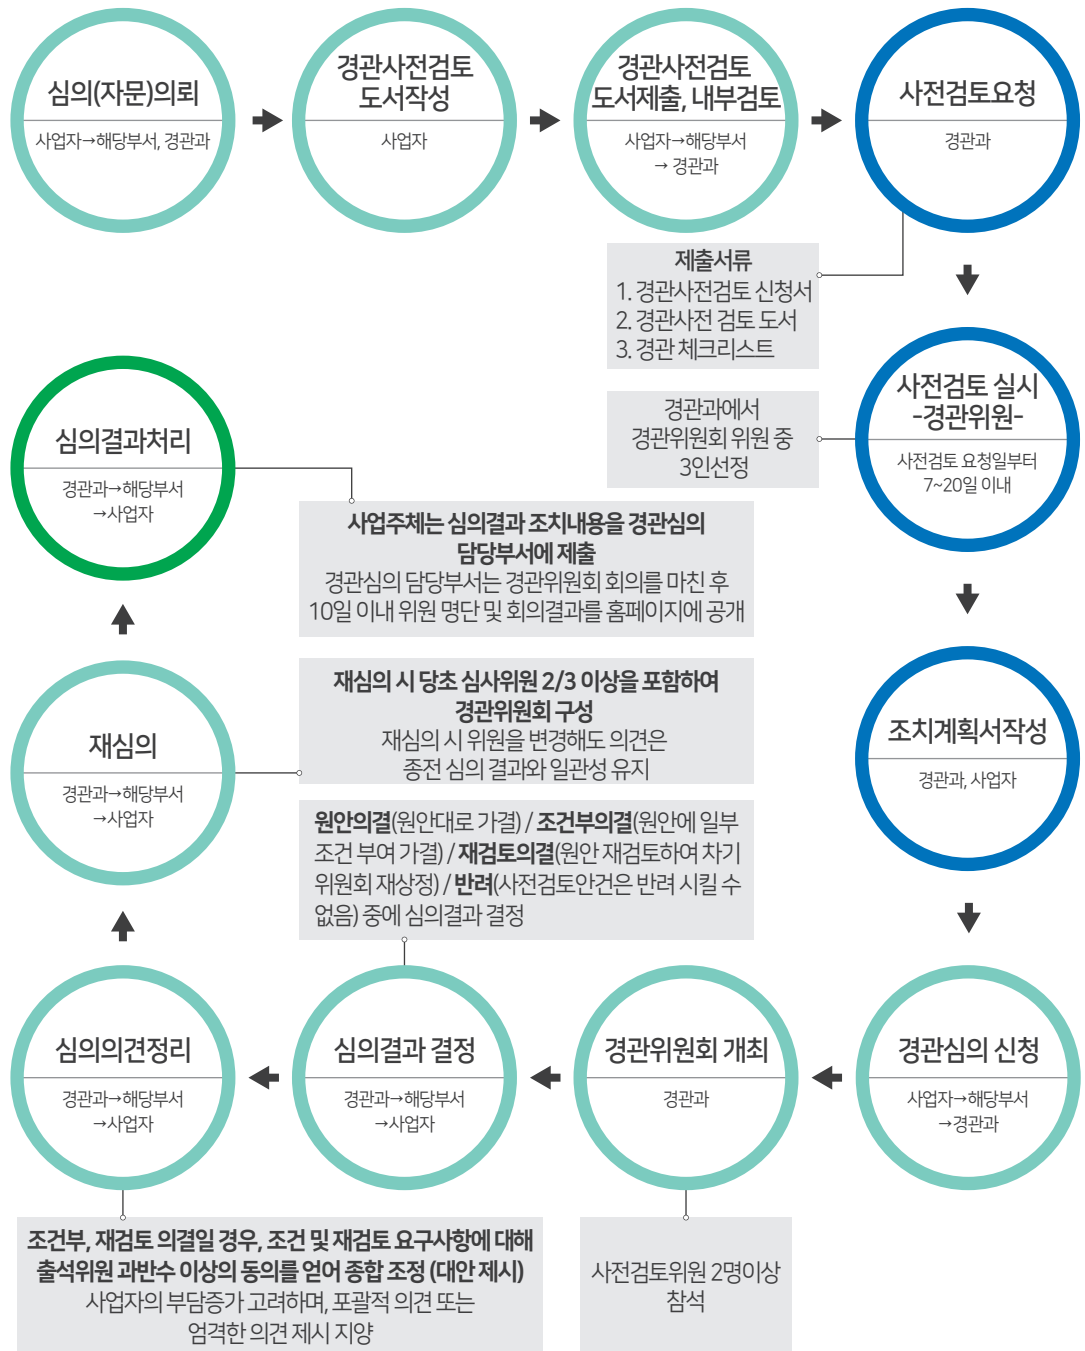 심의(자문)의뢰
사업자→해당부서, 경관과
경관사전검토
도서작성
사업자
경관사전검토
도서제출, 내부검토
사업자→해당부서
→ 경관과
사전검토요청
경관과
제출서류
1. 경관사전검토 신청서
2. 경관사전 검토 도서
3. 경관 체크리스트
사전검토 실시
-경관위원-
사전검토 요청일부터
7~20일 이내
경관과에서
경관위원회 위원 중
3인선정
조치계획서작성
경관과, 사업자
경관심의 신청
사업자→해당부서
→경관과
경관위원회 개최
경관과
사전검토위원 2명이상
참석
심의결과 결정
경관과→해당부서
→사업자
원안의결(원안대로 가결) / 조건부의결(원안에 일부
조건 부여 가결) / 재검토의결(원안 재검토하여 차기
위원회 재상정) / 반려(사전검토안건은 반려 시킬 수
없음) 중에 심의결과 결정
심의의견정리
경관과→해당부서
→사업자
조건부, 재검토 의결일 경우, 조건 및 재검토 요구사항에 대해
출석위원 과반수 이상의 동의를 얻어 종합 조정 (대안 제시)
사업자의 부담증가 고려하며, 포괄적 의견 또는
엄격한 의견 제시 지양
재심의
경관과→해당부서
→사업자
재심의 시 당초 심사위원 2/3 이상을 포함하여
경관위원회 구성
재심의 시 위원을 변경해도 의견은
종전 심의 결과와 일관성 유지
심의결과처리
경관과→해당부서
→사업자
사업주체는 심의결과 조치내용을 경관심의
담당부서에 제출
경관심의 담당부서는 경관위원회 회의를 마친 후
10일 이내 위원 명단 및 회의결과를 홈페이지에 공개